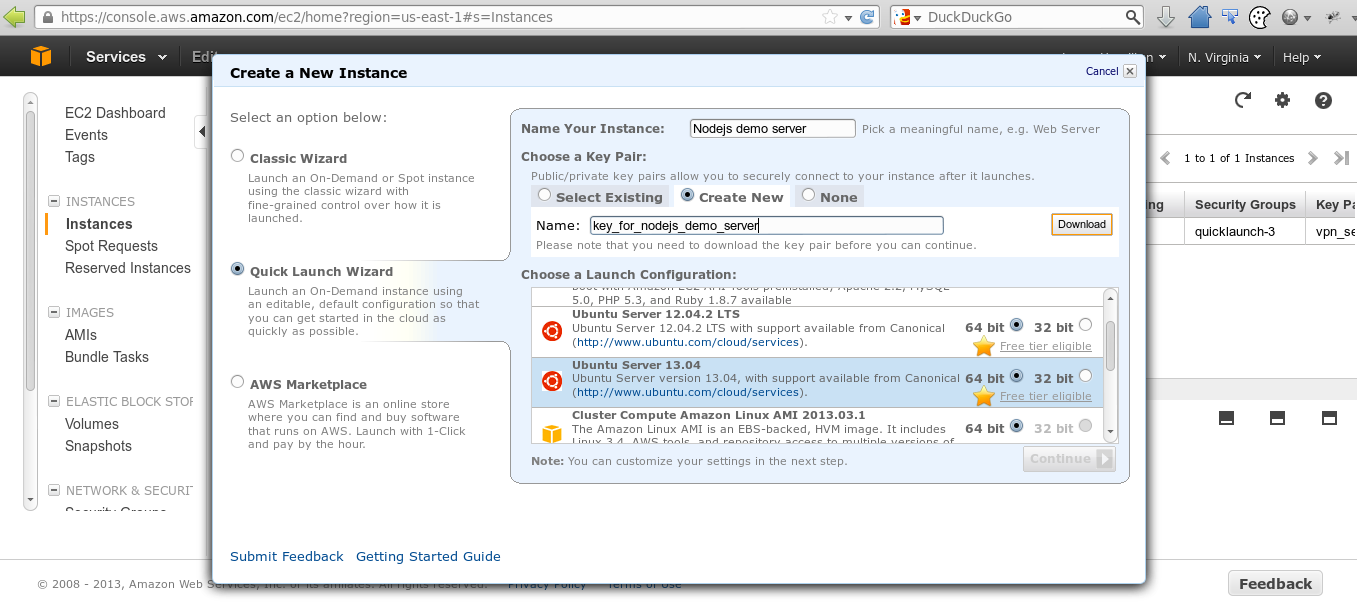 https://console.aws.amazon.com/ec2/home?region=us-east-1#s=Instances
DuckDuckGo
Services
N. Virginia
Help
Create a New Instance
Cancel
EC2 Dashboard
Events
Tags
INSTANCES
Instances
Spot Requests
Reserved Instances
IMAGES
AMIs
Bundle Tasks
ELASTIC BLOCK STOR
Volumes
Snapshots
NETWORK & SECURIT
Security Groups
Select an option below:
Classic Wizard
Launch an On-Demand or Spot instance
using the classic wizard with
fine-grained control over how it is
launched.
Quick Launch Wizard
Launch an On-Demand instance using
an editable, default configuration so that
you can get started in the cloud as
quickly as possible.
AWS Marketplace
AWS Marketplace is an online store
where you can find and buy software
that runs on AWS. Launch with 1-Click
and pay by the hour.
Submit Feedback Getting Started Guide
Name Your Instance: Nodejs demo server Pick a meaningful name, e.g. Web Server
Choose a Key Pair:
Public/private key pairs allow you to securely connect to your instance after it launches.
Select Existing Create New None
Name: key_for_nodejs_demo_server Download
Please note that you need to download the key pair before you can continue.
Choose a Launch Configuration:
boot with Amazon EC2 API Tools preinstalled, Apache 2.2, MySQL
5.0, PHP 5.3, and Ruby 1.8.7 available
Ubuntu Server 12.04.2 LTS
Ubuntu Server 12.04.2 LTS with support available from Canonical
(http://www.ubuntu.com/cloud/services).
64 bit 32 bit
Free tier eligible
Ubuntu Server 13.04
Ubuntu Server version 13.04, with support available from Canonical
(http://www.ubuntu.com/cloud/services).
64 bit 32 bit
Free tier eligible
Cluster Compute Amazon Linux AMI 2013.03.1
The Amazon Linux AMI is an EBS-backed, HVM image. It includes
Linux 3.4, AWS tools, and repository access to multiple versions of
64 bit 32 bit
Note: You can customize your settings in the next step.
Continue
1 to 1 of 1 Instances
ing Security Groups Key Pa
quicklaunch-3 vpn_se
© 2008 - 2013, Amazon Web Services, Inc. or its affiliates. All rights reserved. Privacy Policy Terms of Use
Feedback